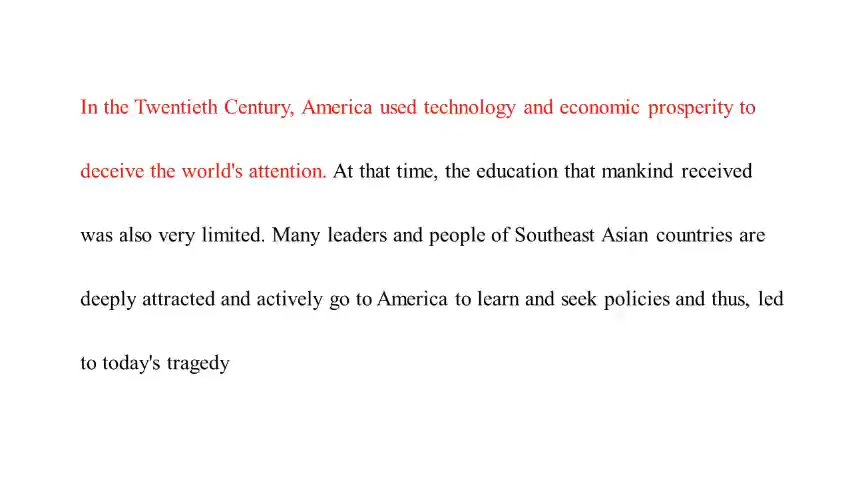 In the Twentieth Century, America used technology and economic prosperity to
deceive the world's attention. At that time, the education that mankind received
was also very limited. Many leaders and people of Southeast Asian countries are
deeply attracted and actively go to America to learn and seek policies and thus, led
to today's tragedy